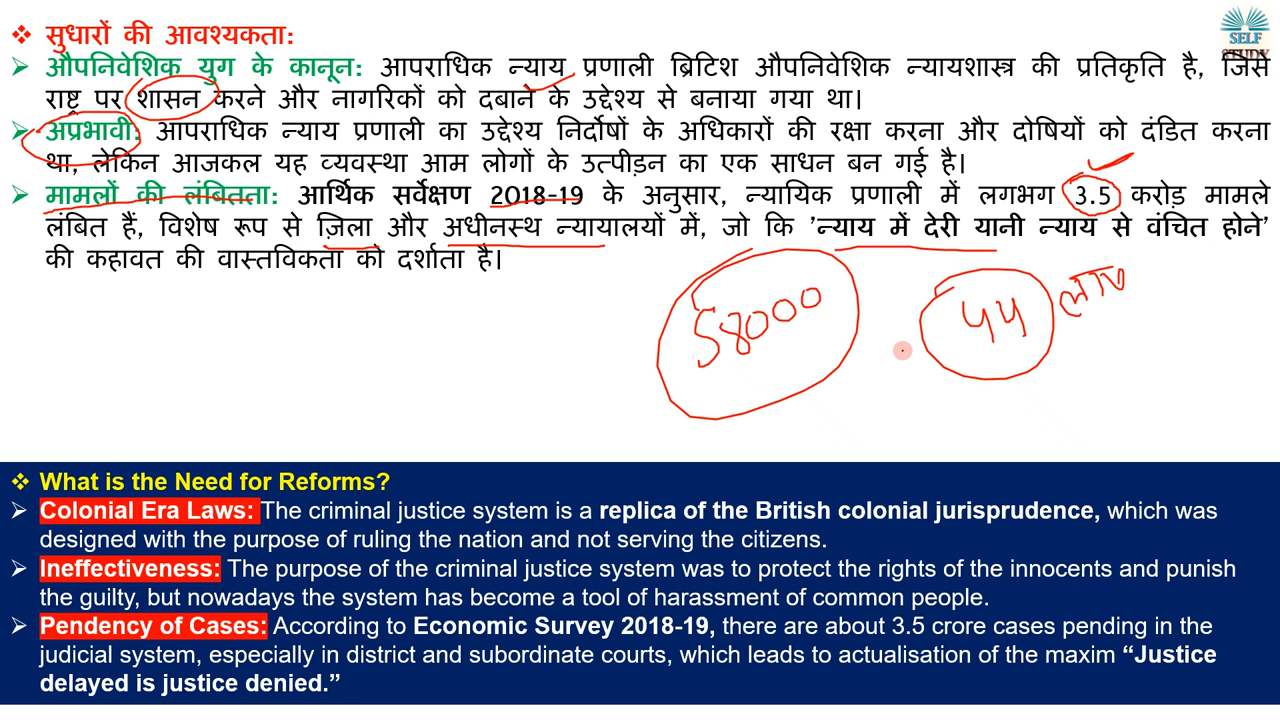 ❖ सुधारों की आवश्यकता:
SELF
STUDY
➢ औपनिवेशिक युग के कानून: आपराधिक न्याय प्रणाली ब्रिटिश औपनिवेशिक न्यायशास्त्र की प्रतिकृति है, जिसे
राष्ट्र पर शासन करने और नागरिकों को दबाने के उद्देश्य से बनाया गया था।
➢ अप्रभावी: आपराधिक न्याय प्रणाली का उद्देश्य निर्दोषों के अधिकारों की रक्षा करना और दोषियों को दंडित करना
था, लेकिन आजकल यह व्यवस्था आम लोगों के उत्पीड़न का एक साधन बन गई है।
➢ मामलों की लंबितता: आर्थिक सर्वेक्षण 2018-19 के अनुसार, न्यायिक प्रणाली में लगभग 3.5 करोड़ मामले
लंबित हैं, विशेष रूप से ज़िला और अधीनस्थ न्यायालयों में, जो कि 'न्याय में देरी यानी न्याय से वंचित होने'
की कहावत की वास्तविकता को दर्शाता है।
58000 44 लाख
❖ What is the Need for Reforms?
➢ Colonial Era Laws: The criminal justice system is a replica of the British colonial jurisprudence, which was
designed with the purpose of ruling the nation and not serving the citizens.
➢ Ineffectiveness: The purpose of the criminal justice system was to protect the rights of the innocents and punish
the guilty, but nowadays the system has become a tool of harassment of common people.
➢ Pendency of Cases: According to Economic Survey 2018-19, there are about 3.5 crore cases pending in the
judicial system, especially in district and subordinate courts, which leads to actualisation of the maxim “Justice
delayed is justice denied.”